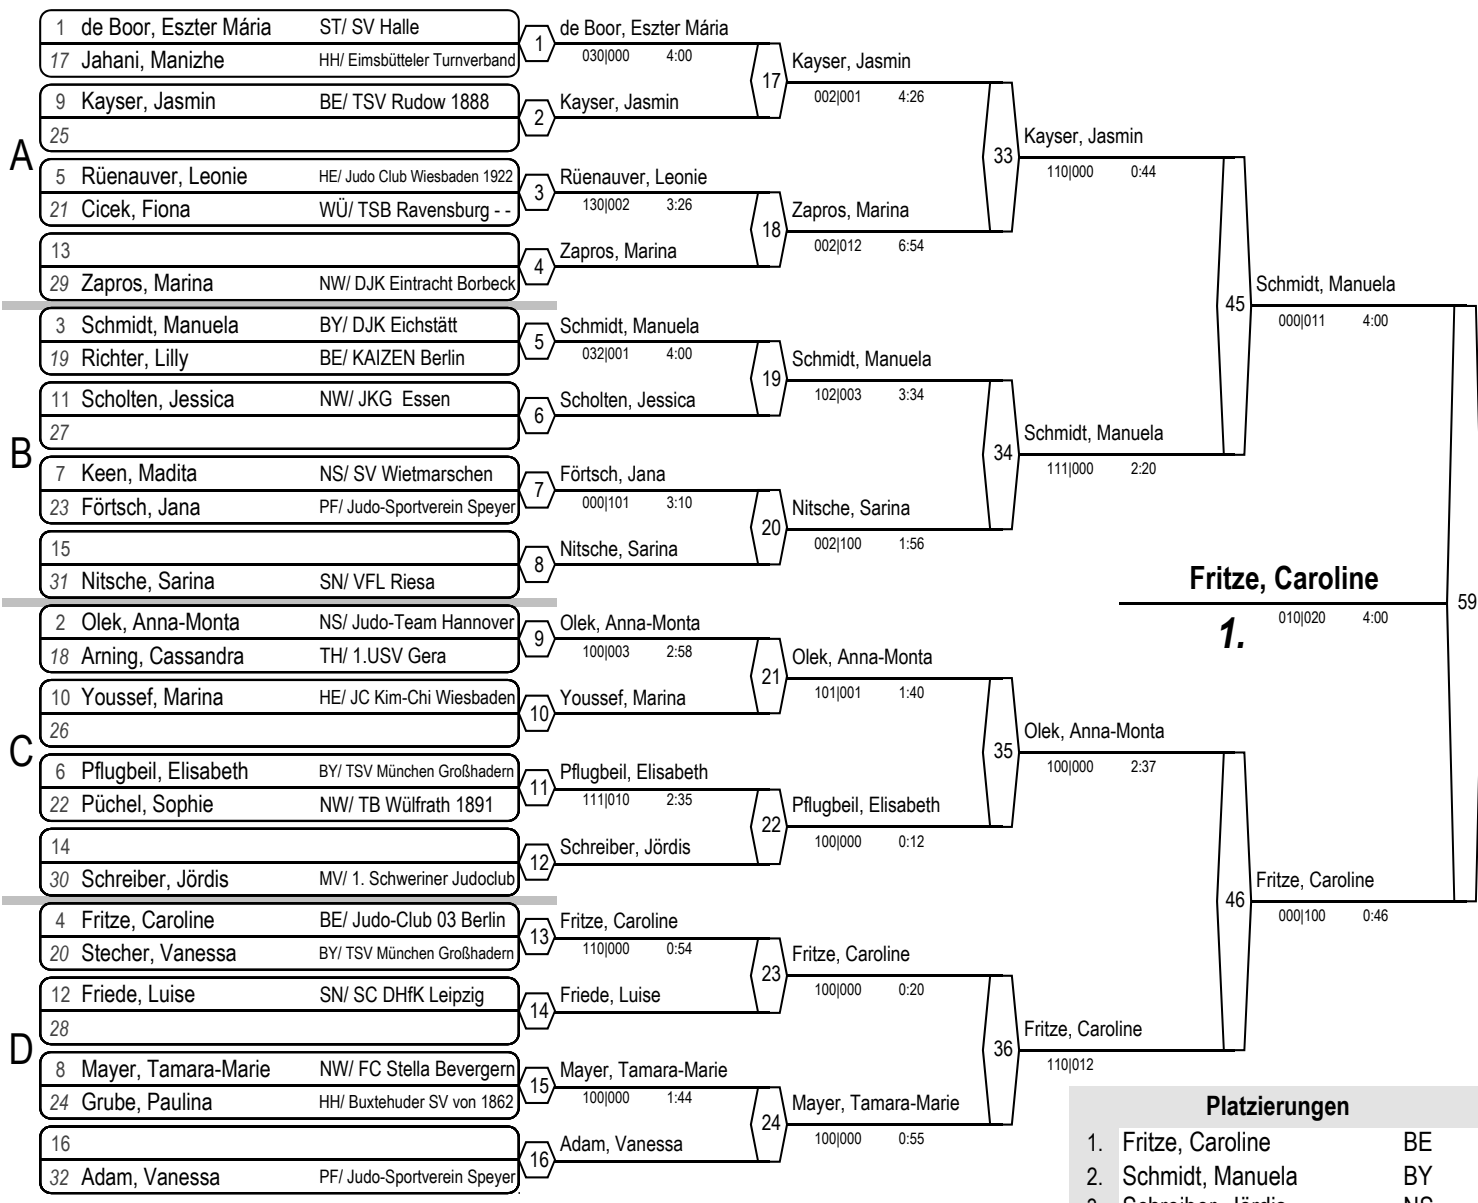 A
1 de Boor, Eszter Mária ST/ SV Halle
17 Jahani, Manizhe HH/ Eimsbütteler Turnverband
9 Kayser, Jasmin BE/ TSV Rudow 1888
25
5 Rüenauver, Leonie HE/ Judo Club Wiesbaden 1922
21 Cicek, Fiona WÜ/ TSB Ravensburg - -
13
29 Zapros, Marina NW/ DJK Eintracht Borbeck
B
3 Schmidt, Manuela BY/ DJK Eichstätt
19 Richter, Lilly BE/ KAIZEN Berlin
11 Scholten, Jessica NW/ JKG Essen
27
7 Keen, Madita NS/ SV Wietmarschen
23 Förtsch, Jana PF/ Judo-Sportverein Speyer
15
31 Nitsche, Sarina SN/ VFL Riesa
C
2 Olek, Anna-Monta NS/ Judo-Team Hannover
18 Arning, Cassandra TH/ 1.USV Gera
10 Youssef, Marina HE/ JC Kim-Chi Wiesbaden
26
6 Pflugbeil, Elisabeth BY/ TSV München Großhadern
22 Püchel, Sophie NW/ TB Wülfrath 1891
14
30 Schreiber, Jördis MV/ 1. Schweriner Judoclub
D
4 Fritze, Caroline BE/ Judo-Club 03 Berlin
20 Stecher, Vanessa BY/ TSV München Großhadern
12 Friede, Luise SN/ SC DHfK Leipzig
28
8 Mayer, Tamara-Marie NW/ FC Stella Bevergern
24 Grube, Paulina HH/ Buxtehuder SV von 1862
16
32 Adam, Vanessa PF/ Judo-Sportverein Speyer
1 de Boor, Eszter Mária
030|000 4:00
2 Kayser, Jasmin
3 Rüenauver, Leonie
130|002 3:26
4 Zapros, Marina
5 Schmidt, Manuela
032|001 4:00
6 Scholten, Jessica
7 Förtsch, Jana
000|101 3:10
8 Nitsche, Sarina
9 Olek, Anna-Monta
100|003 2:58
10 Youssef, Marina
11 Pflugbeil, Elisabeth
111|010 2:35
12 Schreiber, Jördis
13 Fritze, Caroline
110|000 0:54
14 Friede, Luise
15 Mayer, Tamara-Marie
100|000 1:44
16 Adam, Vanessa
17 Kayser, Jasmin
002|001 4:26
18 Zapros, Marina
002|012 6:54
19 Schmidt, Manuela
102|003 3:34
20 Nitsche, Sarina
002|100 1:56
21 Olek, Anna-Monta
101|001 1:40
22 Pflugbeil, Elisabeth
100|000 0:12
23 Fritze, Caroline
100|000 0:20
24 Mayer, Tamara-Marie
100|000 0:55
33 Kayser, Jasmin
110|000 0:44
34 Schmidt, Manuela
111|000 2:20
35 Olek, Anna-Monta
100|000 2:37
36 Fritze, Caroline
110|012
45 Schmidt, Manuela
000|011 4:00
46 Fritze, Caroline
000|100 0:46
Fritze, Caroline 59
1. 010|020 4:00
Platzierungen
1. Fritze, Caroline BE
2. Schmidt, Manuela BY
3. Schreiber, Jördis NS